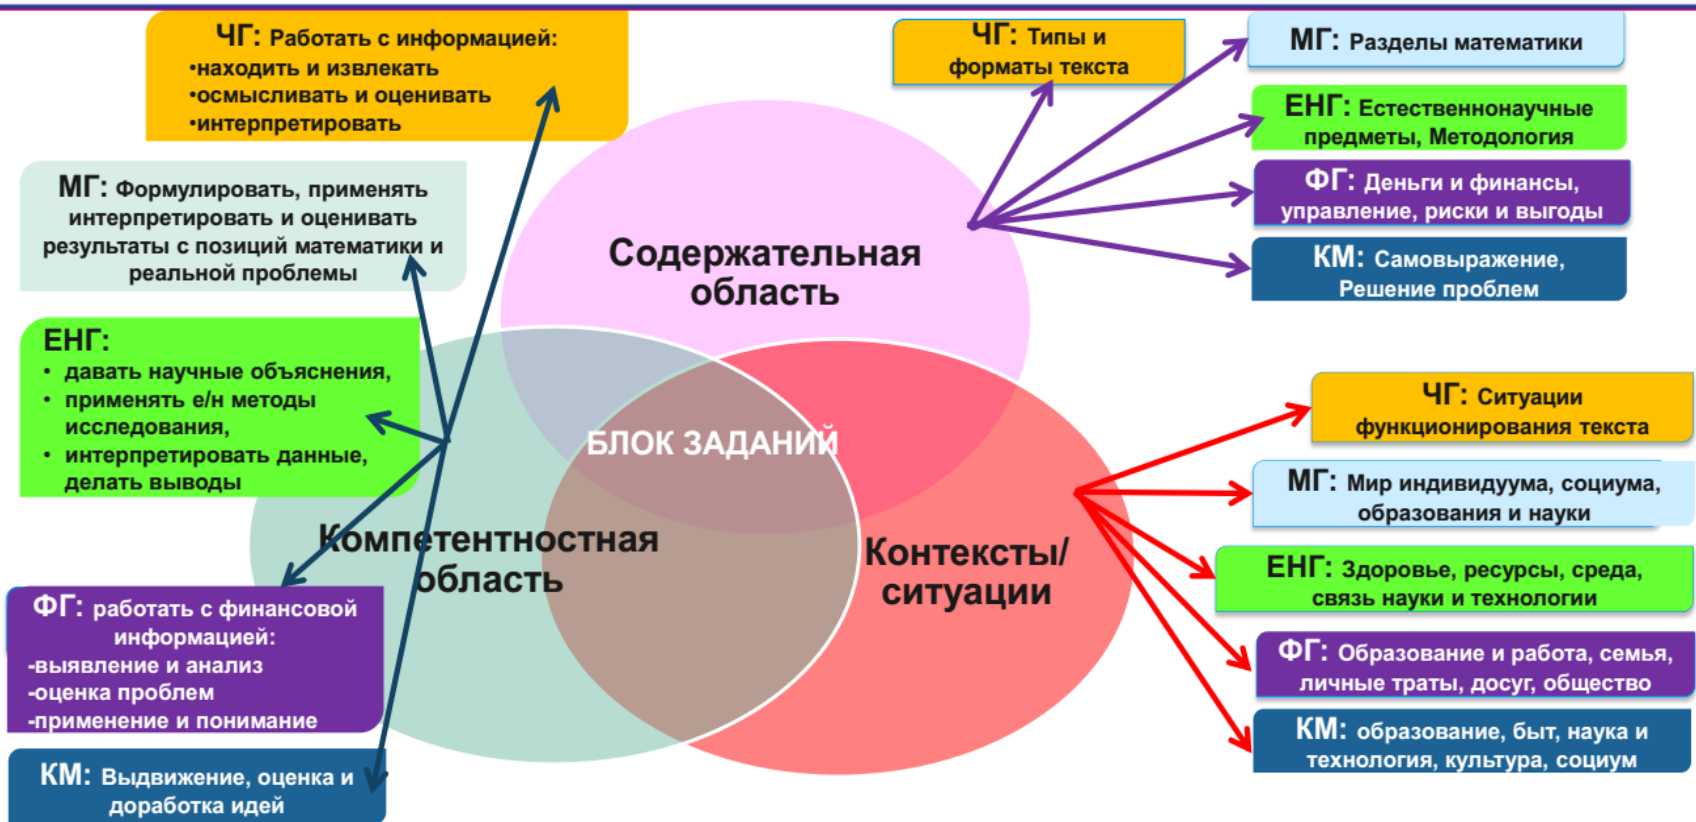 ЧГ: Работать с информацией:
•находить и извлекать
•осмысливать и оценивать
•интерпретировать
МГ: Формулировать, применять
интерпретировать и оценивать
результаты с позиций математики и
реальной проблемы
ЕНГ:
• давать научные объяснения,
• применять е/н методы
исследования,
• интерпретировать данные,
делать выводы
ФГ: работать с финансовой
информацией:
-выявление и анализ
-оценка проблем
-применение и понимание
КМ: Выдвижение, оценка и
доработка идей
Содержательная
область
БЛОК ЗАДАНИЙ
Компетентностная
область
Контексты/
ситуации
ЧГ: Типы и
форматы текста
МГ: Разделы математики
ЕНГ: Естественнонаучные
предметы, Методология
ФГ: Деньги и финансы,
управление, риски и выгоды
КМ: Самовыражение,
Решение проблем
ЧГ: Ситуации
функционирования текста
МГ: Мир индивидуума, социума,
образования и науки
ЕНГ: Здоровье, ресурсы, среда,
связь науки и технологии
ФГ: Образование и работа, семья,
личные траты, досуг, общество
КМ: образование, быт, наука и
технология, культура, социум